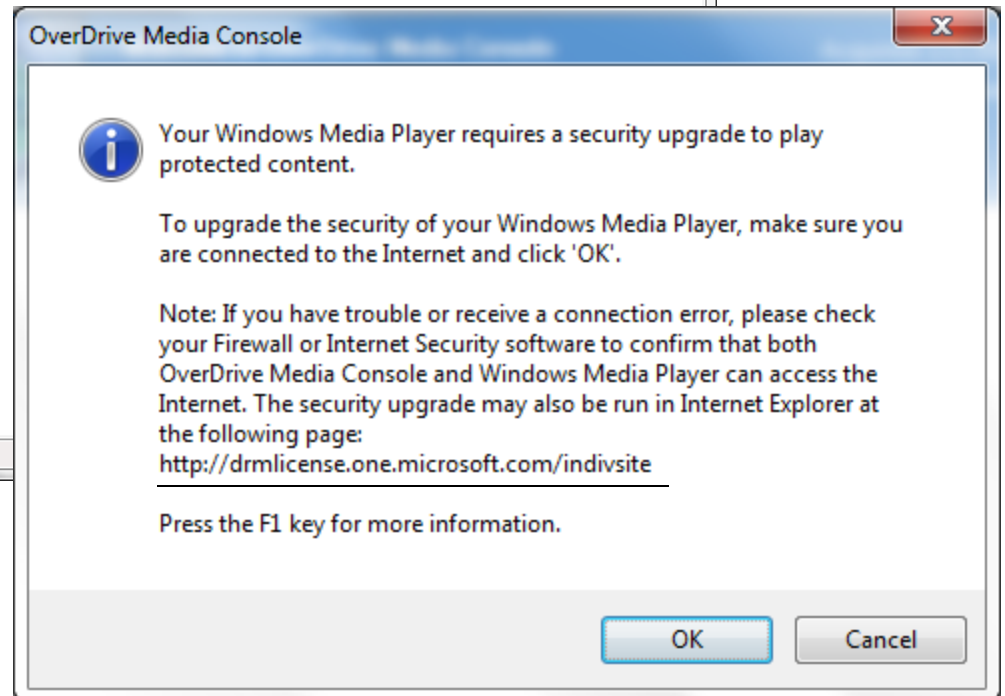 OverDrive Media Console
Your Windows Media Player requires a security upgrade to play
protected content.
To upgrade the security of your Windows Media Player, make sure you
are connected to the Internet and click 'OK'.
Note: If you have trouble or receive a connection error, please check
your Firewall or Internet Security software to confirm that both
OverDrive Media Console and Windows Media Player can access the
Internet. The security upgrade may also be run in Internet Explorer at
the following page:
http://drmlicense.one.microsoft.com/indivsite
Press the F1 key for more information.
OK
Cancel